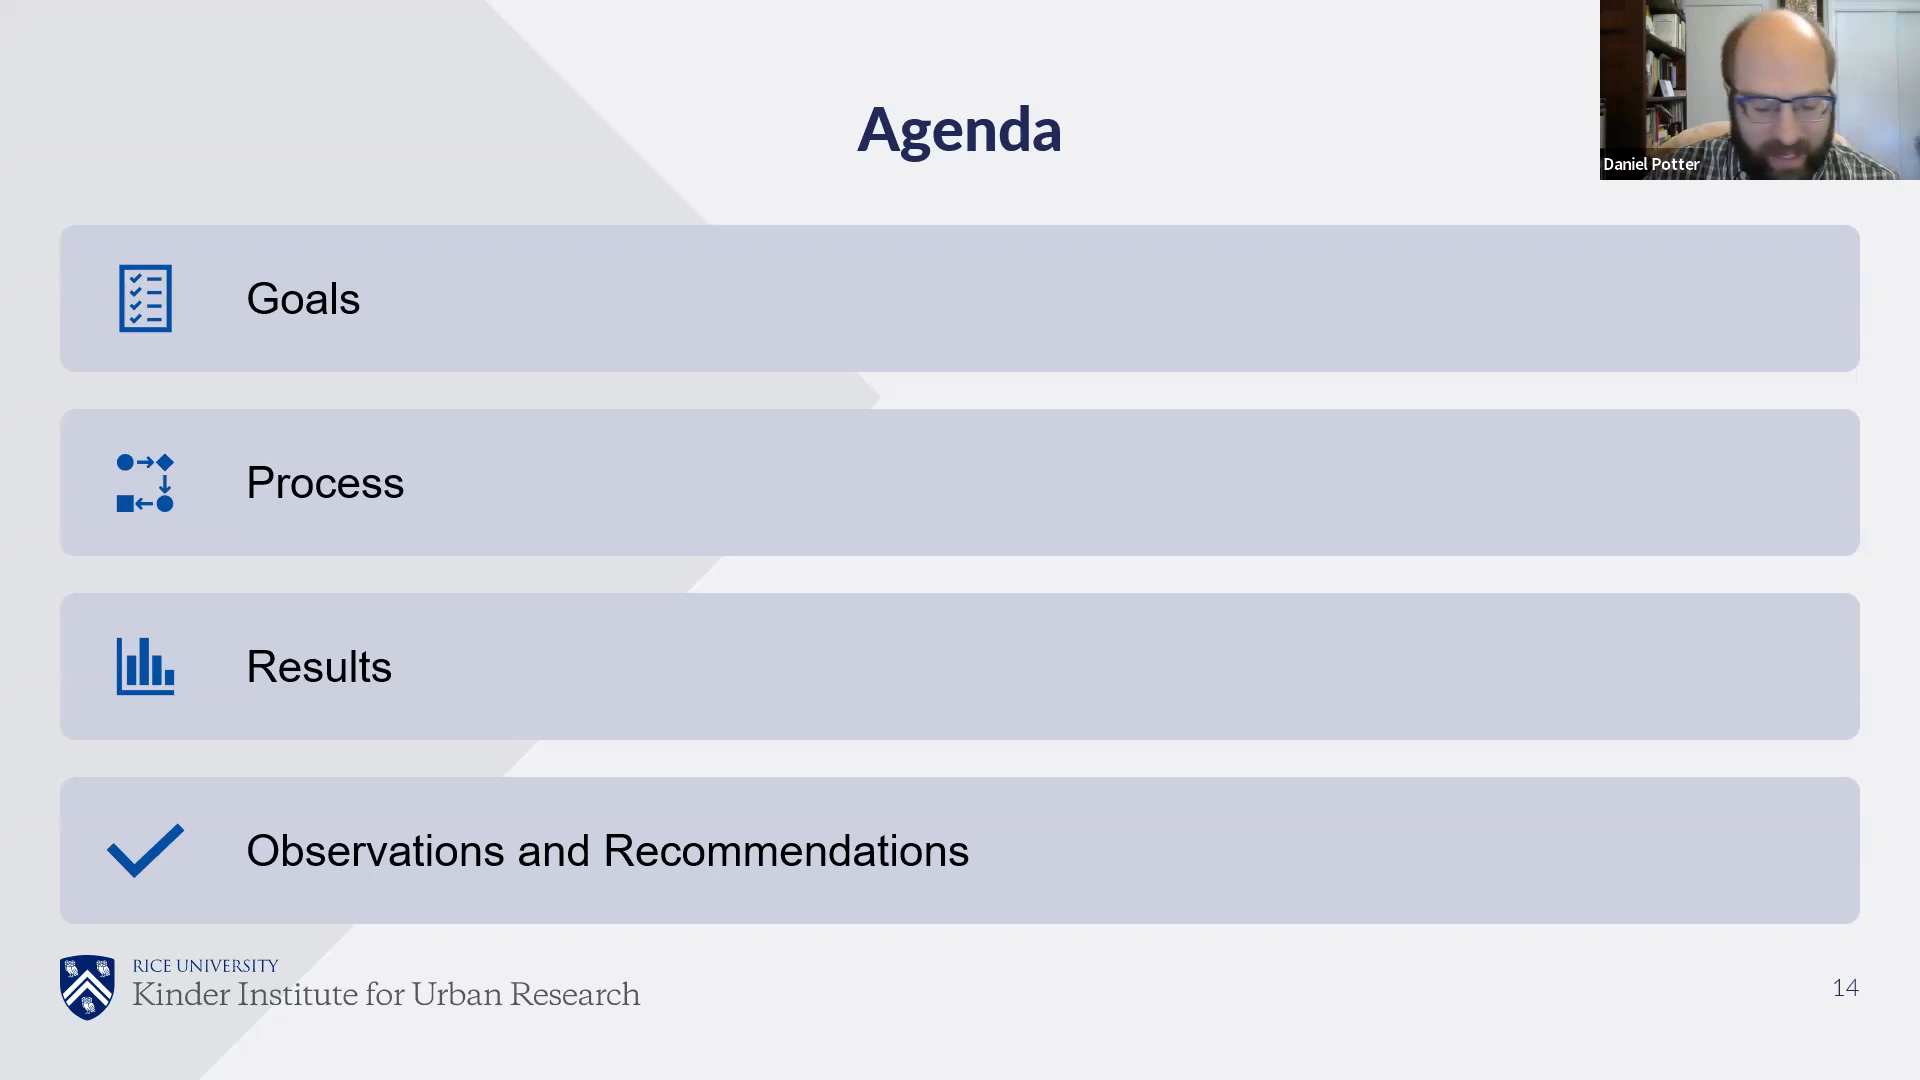 Agenda
Daniel Potter
Goals
Process
Results
Observations and Recommendations
RICE UNIVERSITY
Kinder Institute for Urban Research
14